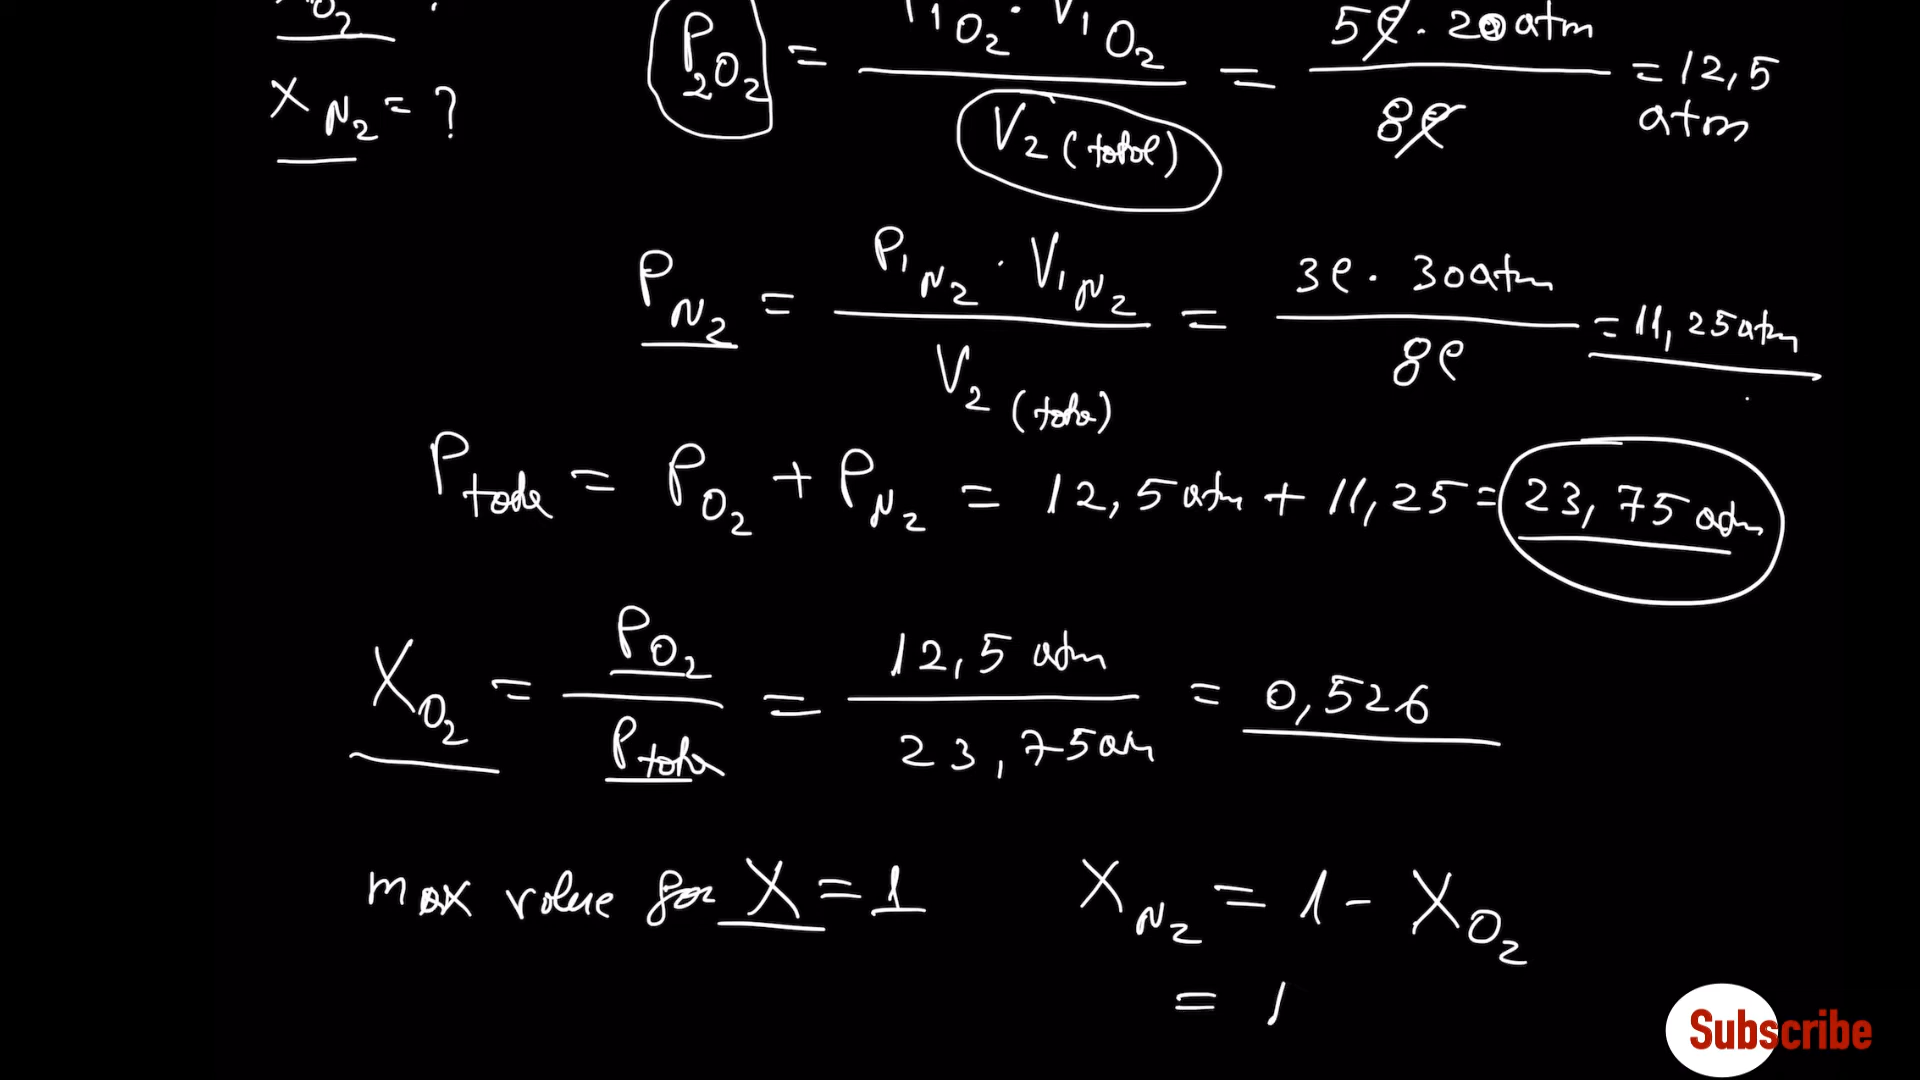 O2
X N2 = ?
P2O2 = P1O2 · V1O2 / V2 (total) = 5l · 20 atm / 8l = 12,5 atm
PN2 = P1N2 · V1N2 / V2 (total) = 3l · 30 atm / 8l = 11,25 atm
Ptotal = PO2 + PN2 = 12,5 atm + 11,25 = 23,75 atm
XO2 = PO2 / Ptotal = 12,5 atm / 23,75 atm = 0,526
max value for X = 1
XN2 = 1 - XO2
= 1
Subscribe